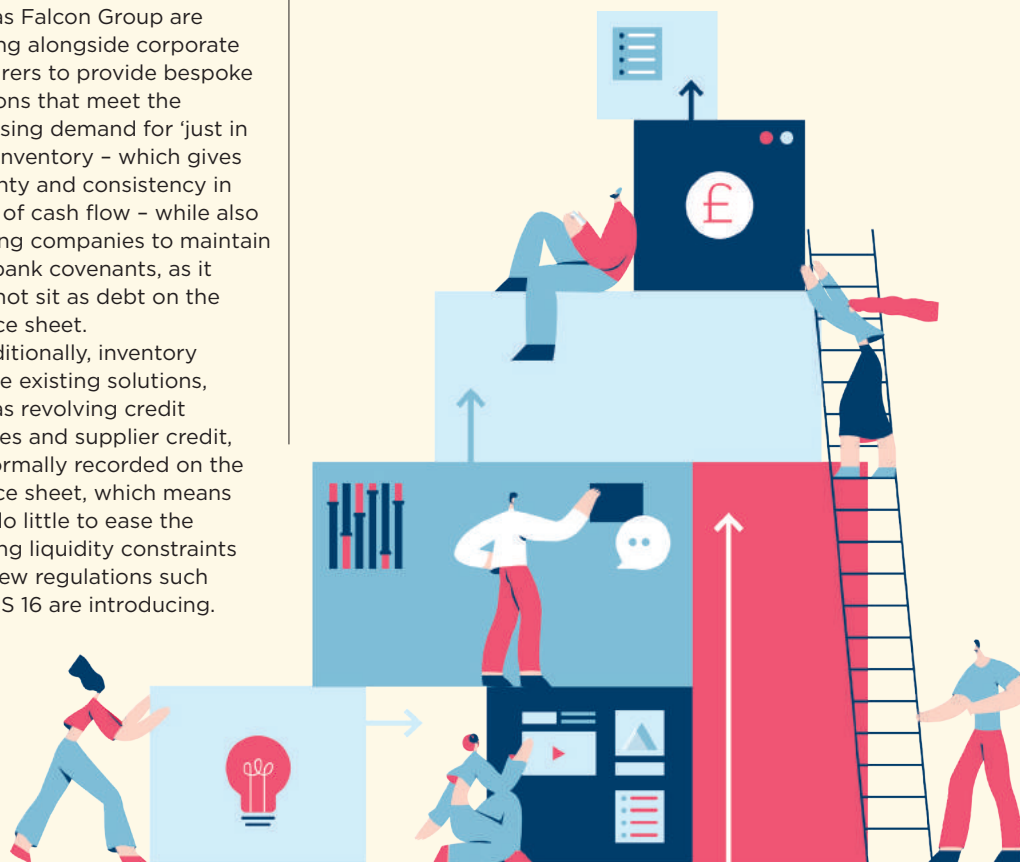 as Falcon Group are
ng alongside corporate
rers to provide bespoke
ons that meet the
sing demand for ‘just in
inventory – which gives
nty and consistency in
of cash flow – while also
ng companies to maintain
bank covenants, as it
not sit as debt on the
ce sheet.
ditionally, inventory
e existing solutions,
as revolving credit
es and supplier credit,
ormally recorded on the
ce sheet, which means
do little to ease the
ng liquidity constraints
ew regulations such
S 16 are introducing.
£